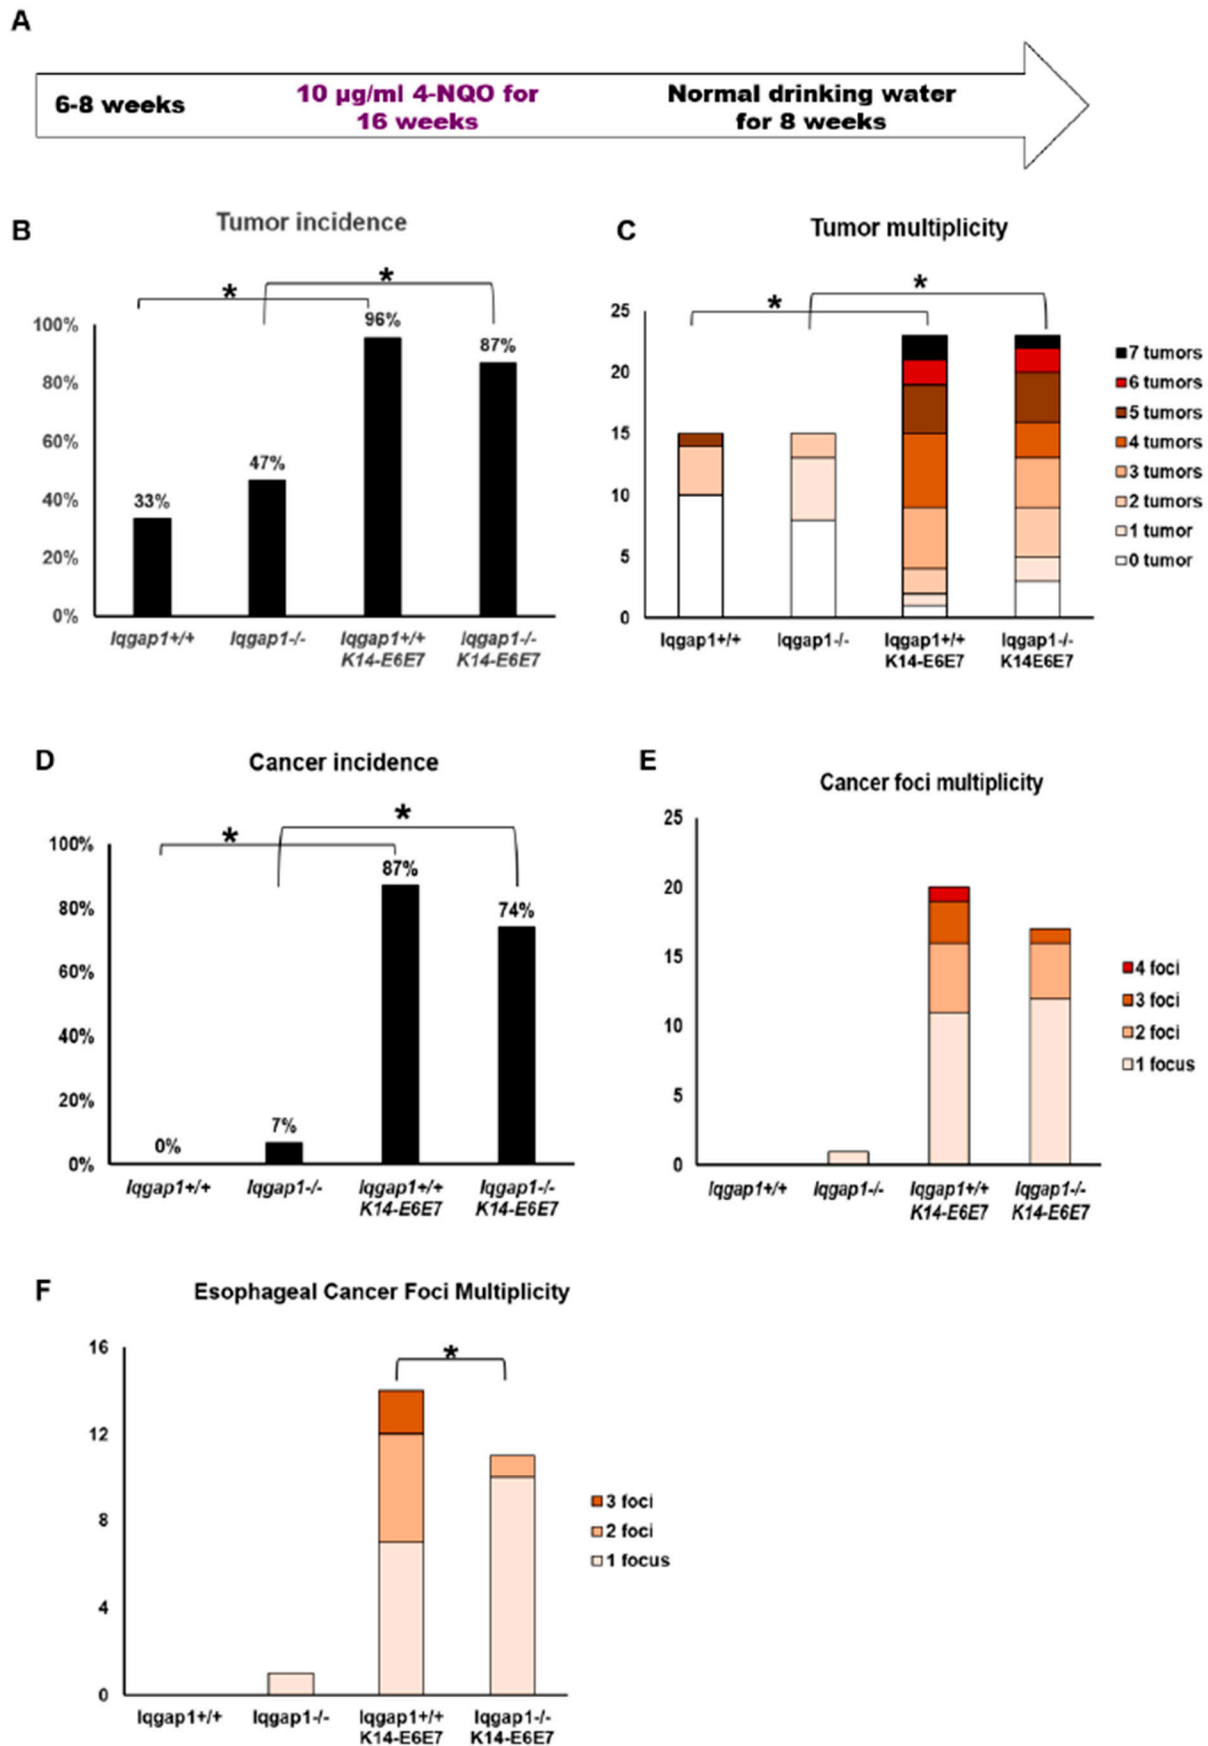 A
6-8 weeks
10 µg/ml 4-NQO for
16 weeks
Normal drinking water
for 8 weeks
B
Tumor incidence
*
*
100%
80%
60%
40%
20%
0%
33%
47%
96%
87%
Iqgap1+/+
Iqgap1-/-
Iqgap1+/+
K14-E6E7
Iqgap1-/-
K14-E6E7
C
Tumor multiplicity
*
*
25
20
15
10
5
0
Iqgap1+/+
Iqgap1-/-
Iqgap1+/+
K14-E6E7
Iqgap1-/-
K14E6E7
7 tumors
6 tumors
5 tumors
4 tumors
3 tumors
2 tumors
1 tumor
0 tumor
D
Cancer incidence
*
*
100%
80%
60%
40%
20%
0%
0%
7%
87%
74%
Iqgap1+/+
Iqgap1-/-
Iqgap1+/+
K14-E6E7
Iqgap1-/-
K14-E6E7
E
Cancer foci multiplicity
25
20
15
10
5
0
Iqgap1+/+
Iqgap1-/-
Iqgap1+/+
K14-E6E7
Iqgap1-/-
K14-E6E7
4 foci
3 foci
2 foci
1 focus
F
Esophageal Cancer Foci Multiplicity
*
16
12
8
4
0
Iqgap1+/+
Iqgap1-/-
Iqgap1+/+
K14-E6E7
Iqgap1-/-
K14-E6E7
3 foci
2 foci
1 focus